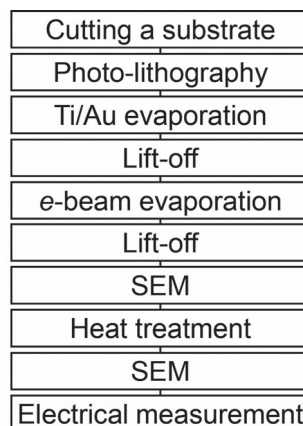 Cutting a substrate
Photo-lithography
Ti/Au evaporation
Lift-off
e-beam evaporation
Lift-off
SEM
Heat treatment
SEM
Electrical measurement